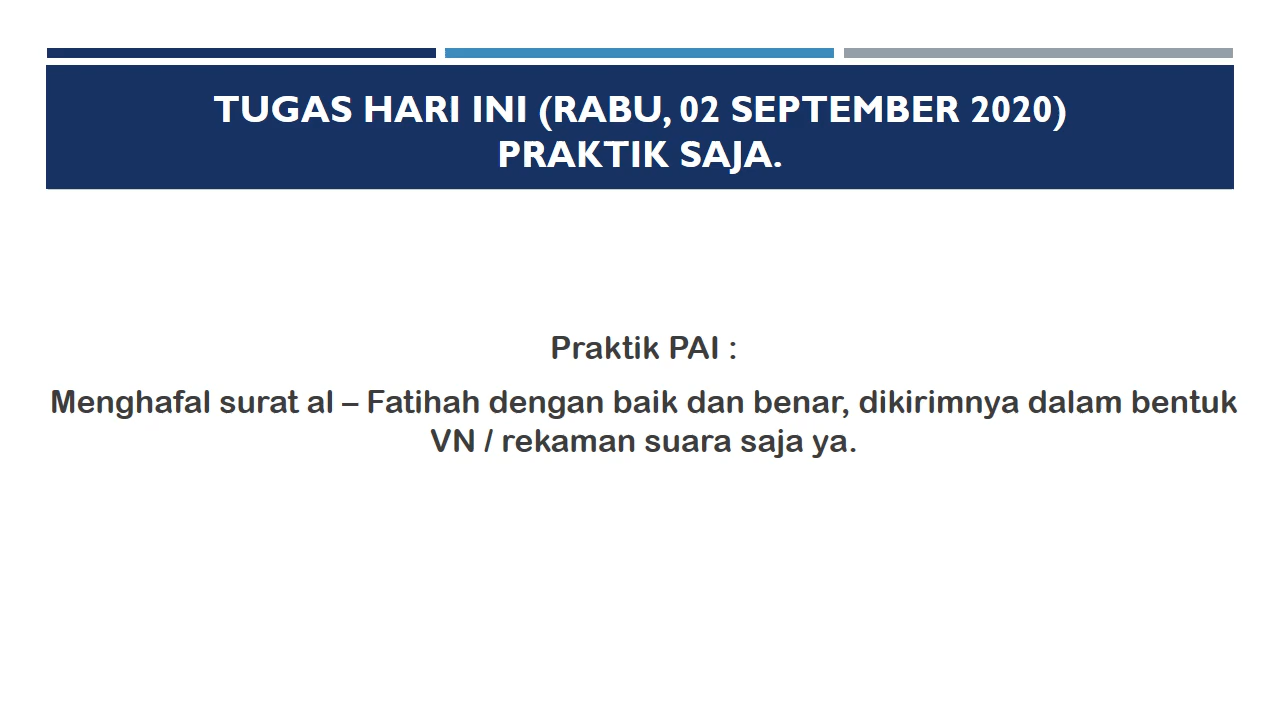 TUGAS HARI INI (RABU, 02 SEPTEMBER 2020)
PRAKTIK SAJA.
Praktik PAI :
Menghafal surat al – Fatihah dengan baik dan benar, dikirimnya dalam bentuk
VN / rekaman suara saja ya.